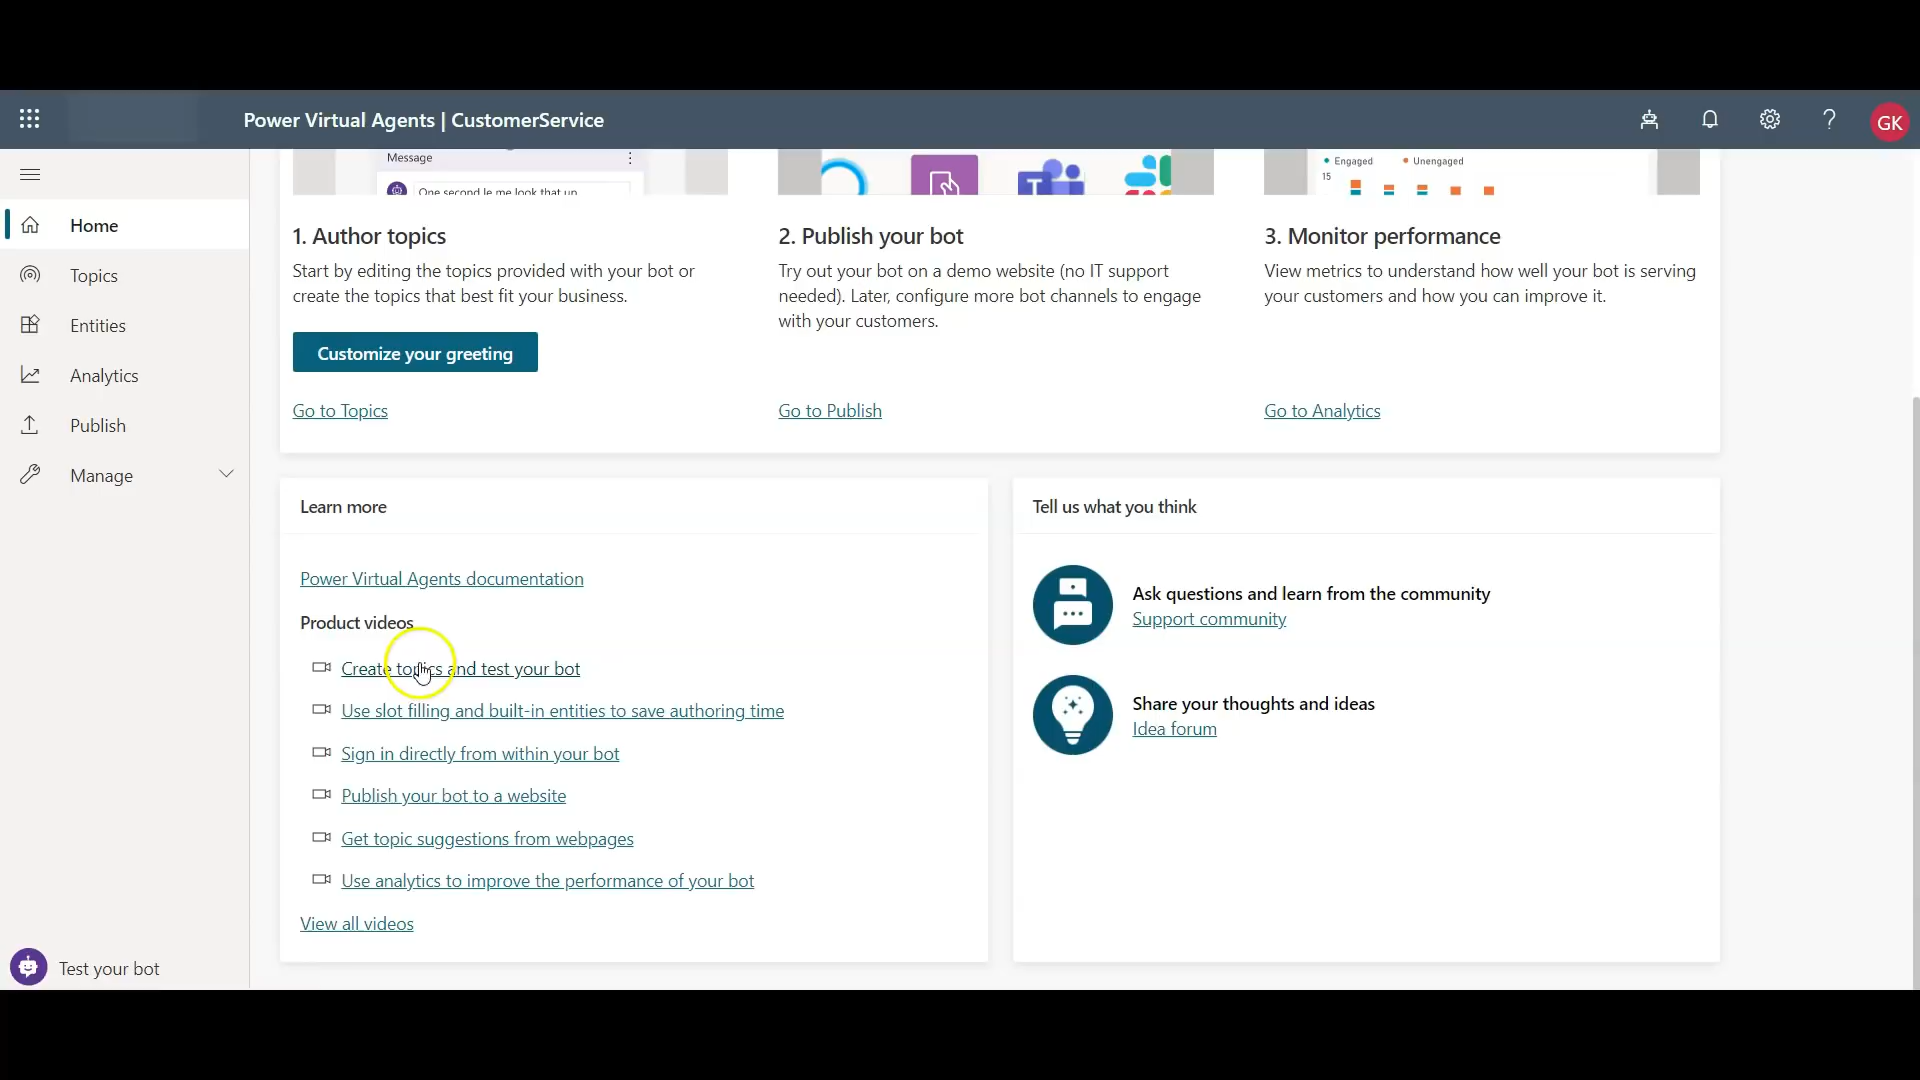 Power Virtual Agents | CustomerService
GK
Message
One second le me look that up
Engaged
Unengaged
15
Home
Topics
Entities
Analytics
Publish
Manage
Test your bot
1. Author topics
Start by editing the topics provided with your bot or
create the topics that best fit your business.
Customize your greeting
Go to Topics
2. Publish your bot
Try out your bot on a demo website (no IT support
needed). Later, configure more bot channels to engage
with your customers.
Go to Publish
3. Monitor performance
View metrics to understand how well your bot is serving
your customers and how you can improve it.
Go to Analytics
Learn more
Power Virtual Agents documentation
Product videos
Create topics and test your bot
Use slot filling and built-in entities to save authoring time
Sign in directly from within your bot
Publish your bot to a website
Get topic suggestions from webpages
Use analytics to improve the performance of your bot
View all videos
Tell us what you think
Ask questions and learn from the community
Support community
Share your thoughts and ideas
Idea forum